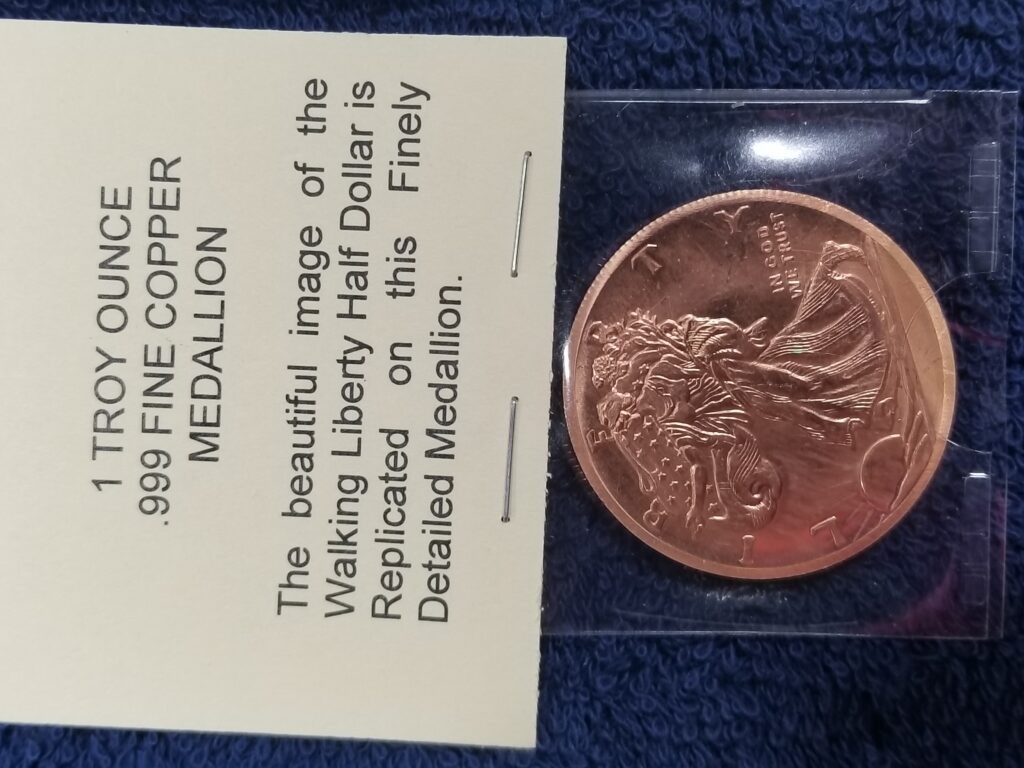 1 TROY OUNCE
.999 FINE COPPER
MEDALLION
The beautiful image of the
Walking Liberty Half Dollar is
Replicated on this Finely
Detailed Medallion.
LIBERTY
IN GOD
WE TRUST